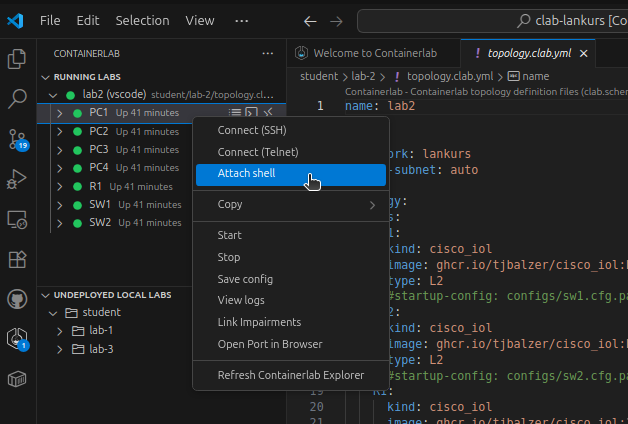 File Edit Selection View ···
clab-lankurs [Co
CONTAINERLAB ···
RUNNING LABS
lab2 (vscode) student/lab-2/topology.cl...
PC1 Up 41 minutes
PC2 Up 41 minutes
PC3 Up 41 minutes
PC4 Up 41 minutes
R1 Up 41 minutes
SW1 Up 41 minutes
SW2 Up 41 minutes
UNDEPLOYED LOCAL LABS
student
lab-1
lab-3
19
1
Connect (SSH)
Connect (Telnet)
Attach shell
Copy
Start
Stop
Save config
View logs
Link Impairments
Open Port in Browser
Refresh Containerlab Explorer
Welcome to Containerlab
! topology.clab.yml
student > lab-2 > ! topology.clab.yml > name
Containerlab - Containerlab topology definition files (clab.sche
1 name: lab2
ork: lankurs
-subnet: auto
gy:
s:
1:
kind: cisco_iol
image: ghcr.io/tjbalzer/cisco_iol:
type: L2
#startup-config: configs/sw1.cfg.pa
2:
kind: cisco_iol
image: ghcr.io/tjbalzer/cisco_iol:
type: L2
#startup-config: configs/sw2.cfg.pa
19 R1:
20 kind: cisco_iol
21 image: ghcr.io/tjbalzer/cisco_iol: